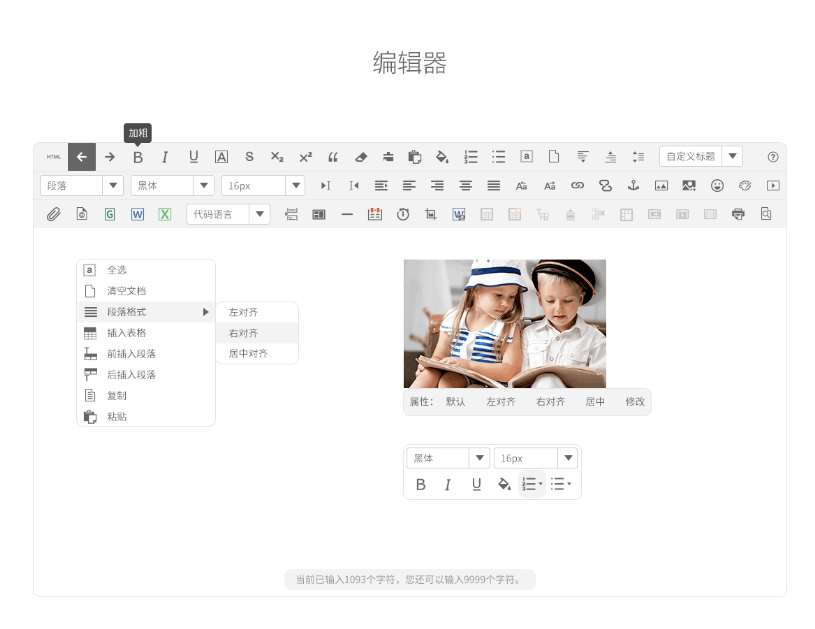 编辑器
加粗
HTML B I U A S X₂ X² a 自定义标题
段落 黑体 16px Aa Aa
G W X 代码语言 W
全选
清空文档
段落格式
插入表格
前插入段落
后插入段落
复制
粘贴
左对齐
右对齐
居中对齐
属性： 默认 左对齐 右对齐 居中 修改
黑体 16px
B I U
当前已输入1093个字符，您还可以输入9999个字符。